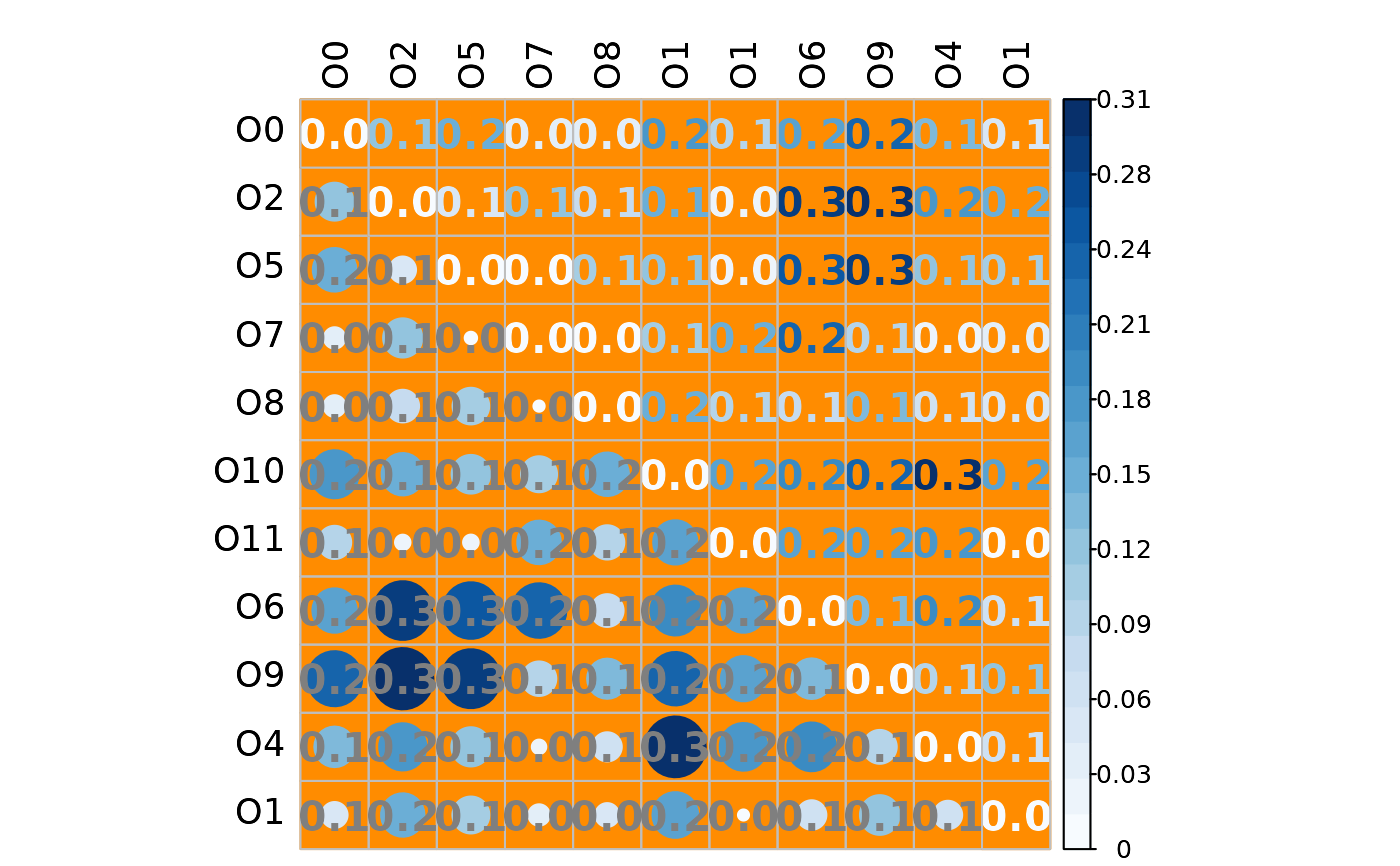 O0 O2 O5 O7 O8 O1 O1 O6 O9 O4 O1
O0 0.0 0.1 0.2 0.0 0.0 0.2 0.1 0.2 0.2 0.1 0.1
O2 0.1 0.0 0.1 0.1 0.1 0.1 0.0 0.3 0.3 0.2 0.2
O5 0.2 0.1 0.0 0.0 0.1 0.1 0.0 0.3 0.3 0.1 0.1
O7 0.0 0.1 0.0 0.0 0.0 0.1 0.2 0.2 0.1 0.0 0.0
O8 0.0 0.1 0.1 0.0 0.0 0.2 0.1 0.1 0.1 0.1 0.0
O10 0.2 0.1 0.1 0.1 0.2 0.0 0.2 0.2 0.2 0.3 0.2
O11 0.1 0.0 0.0 0.2 0.1 0.2 0.0 0.2 0.2 0.2 0.0
O6 0.2 0.3 0.3 0.2 0.1 0.2 0.2 0.0 0.1 0.2 0.1
O9 0.2 0.3 0.3 0.1 0.1 0.2 0.2 0.1 0.0 0.1 0.1
O4 0.1 0.2 0.1 0.0 0.1 0.3 0.2 0.2 0.1 0.0 0.1
O1 0.1 0.2 0.1 0.0 0.0 0.2 0.0 0.1 0.1 0.1 0.0
0.31
0.28
0.24
0.21
0.18
0.15
0.12
0.09
0.06
0.03
0